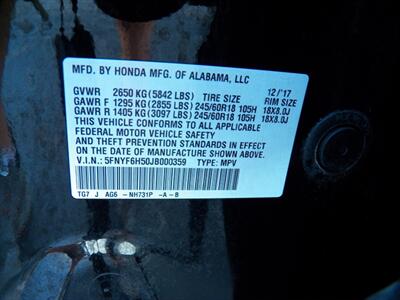 MFD. BY HONDA MFG. OF ALABAMA, LLC
GVWR 2650 KG (5842 LBS) TIRE SIZE 12/'17 RIM SIZE
GAWR F 1295 KG (2855 LBS) 245/60R18 105H 18X8.0J
GAWR R 1405 KG (3097 LBS) 245/60R18 105H 18X8.0J
THIS VEHICLE CONFORMS TO ALL APPLICABLE
FEDERAL MOTOR VEHICLE SAFETY, BUMPER,
AND THEFT PREVENTION STANDARDS IN EFFECT ON
THE DATE OF MANUFACTURE SHOWN ABOVE.
V.I.N.: 5FNYF6H50JB000359 TYPE: MPV
TG7 J AG6 - NH731P -A-B